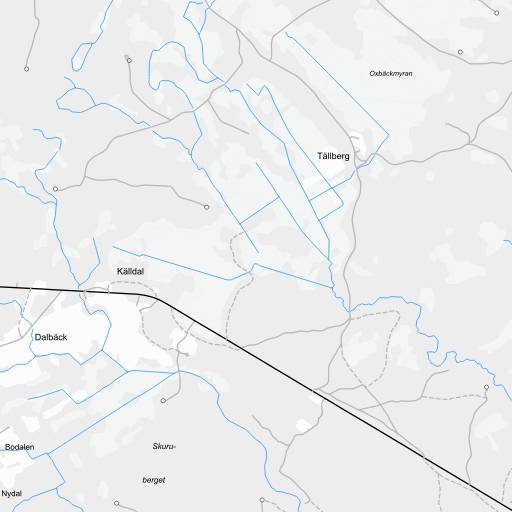 Oxbäckmyran
Tällberg
Källdal
Dalbäck
Bodalen
Skuru-
berget
Nydal